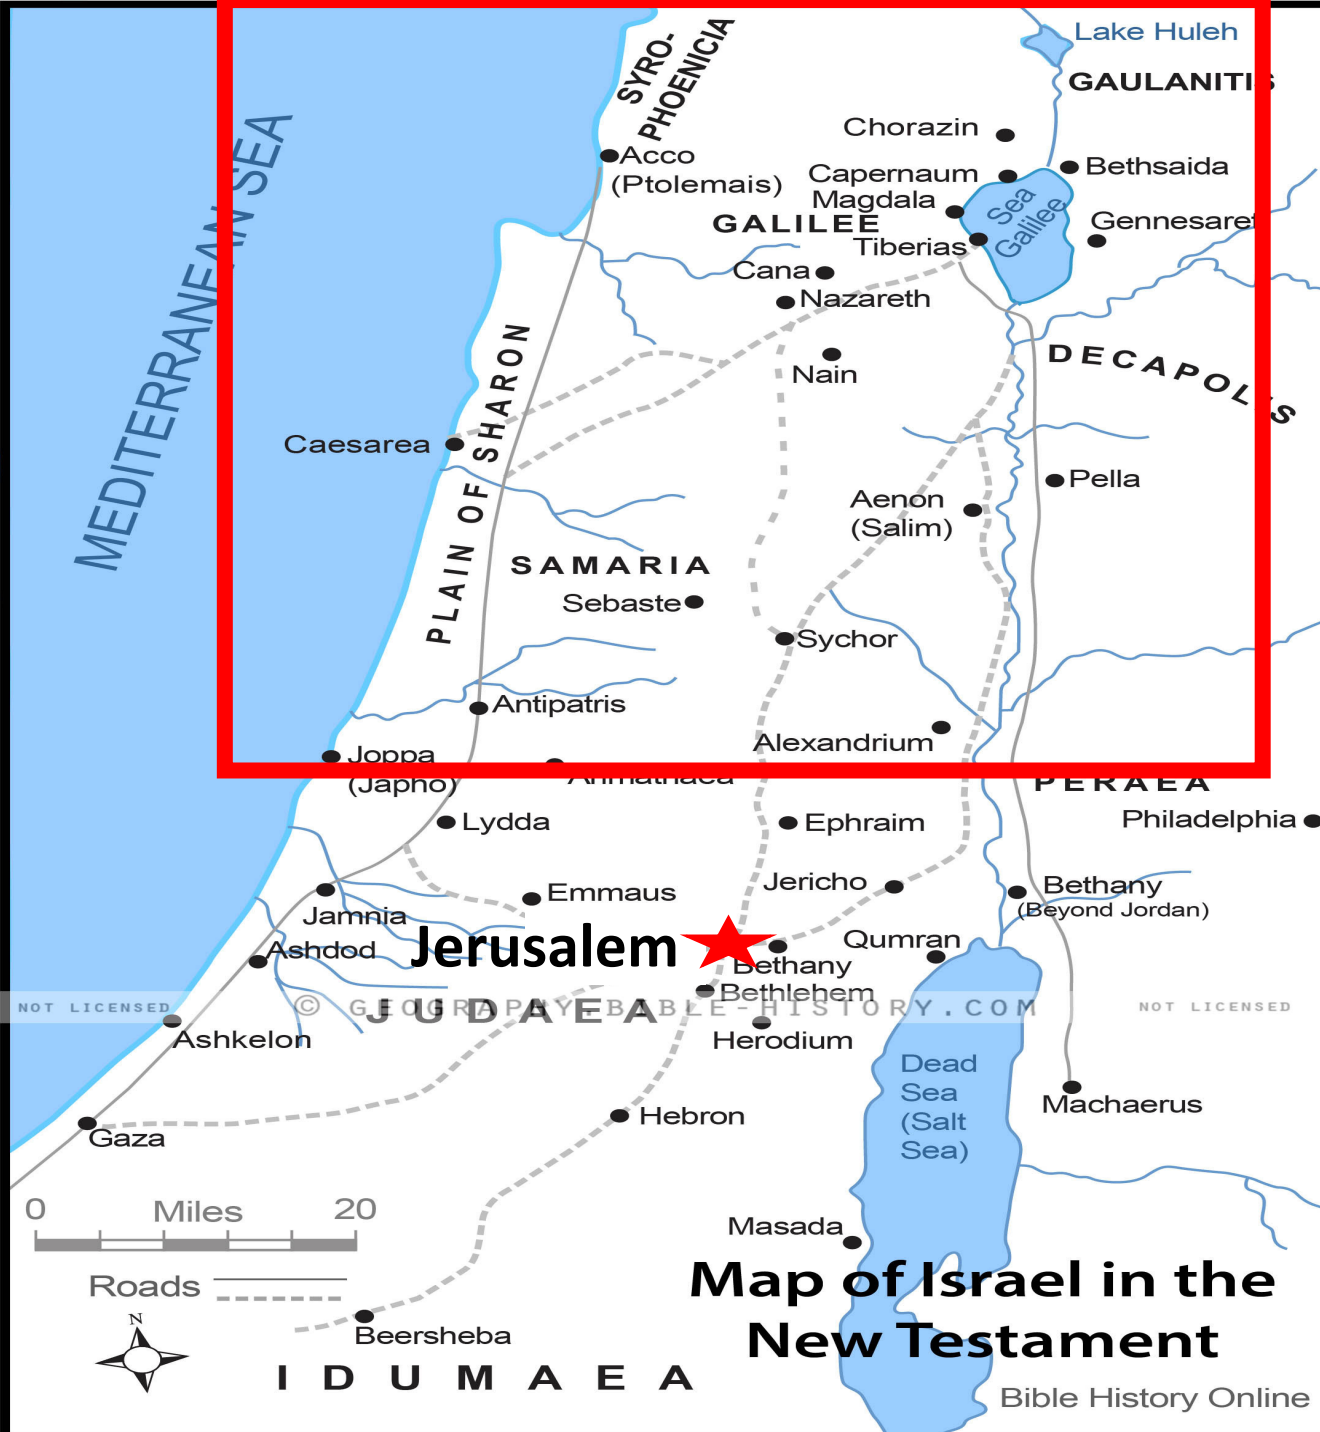 SYRO-
PHOENICIA
Lake Huleh
GAULANITIS
Chorazin
Acco
(Ptolemais)
Capernaum
Bethsaida
Magdala
GALILEE
Sea
Galilee
Gennesaret
Tiberias
MEDITERRANEAN SEA
Cana
Nazareth
Nain
DECAPOLIS
PLAIN OF SHARON
Caesarea
Pella
Aenon
(Salim)
SAMARIA
Sebaste
Sychor
Antipatris
Alexandrium
Joppa
(Japho)
PERAEA
Lydda
Ephraim
Philadelphia
Jericho
Emmaus
Bethany
(Beyond Jordan)
Jamnia
Ashdod
Jerusalem
Qumran
Bethany
Bethlehem
NOT LICENSED
© GEOGRAPHY.BIBLE-HISTORY.COM
NOT LICENSED
JUDAEA
Ashkelon
Herodium
Dead
Sea
(Salt
Sea)
Machaerus
Gaza
Hebron
0 Miles 20
Masada
Roads
Map of Israel in the
New Testament
N
Beersheba
IDUMAEA
Bible History Online